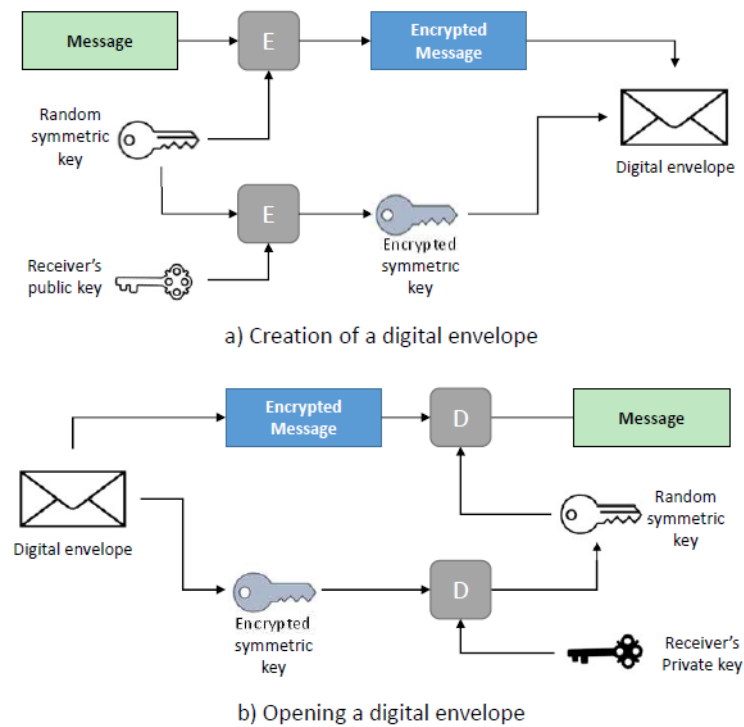 Message
E
Encrypted
Message
Random
symmetric
key
Digital envelope
E
Encrypted
symmetric
key
Receiver's
public key
a) Creation of a digital envelope
Encrypted
Message
D
Message
Digital envelope
Random
symmetric
key
Encrypted
symmetric
key
D
Receiver's
Private key
b) Opening a digital envelope